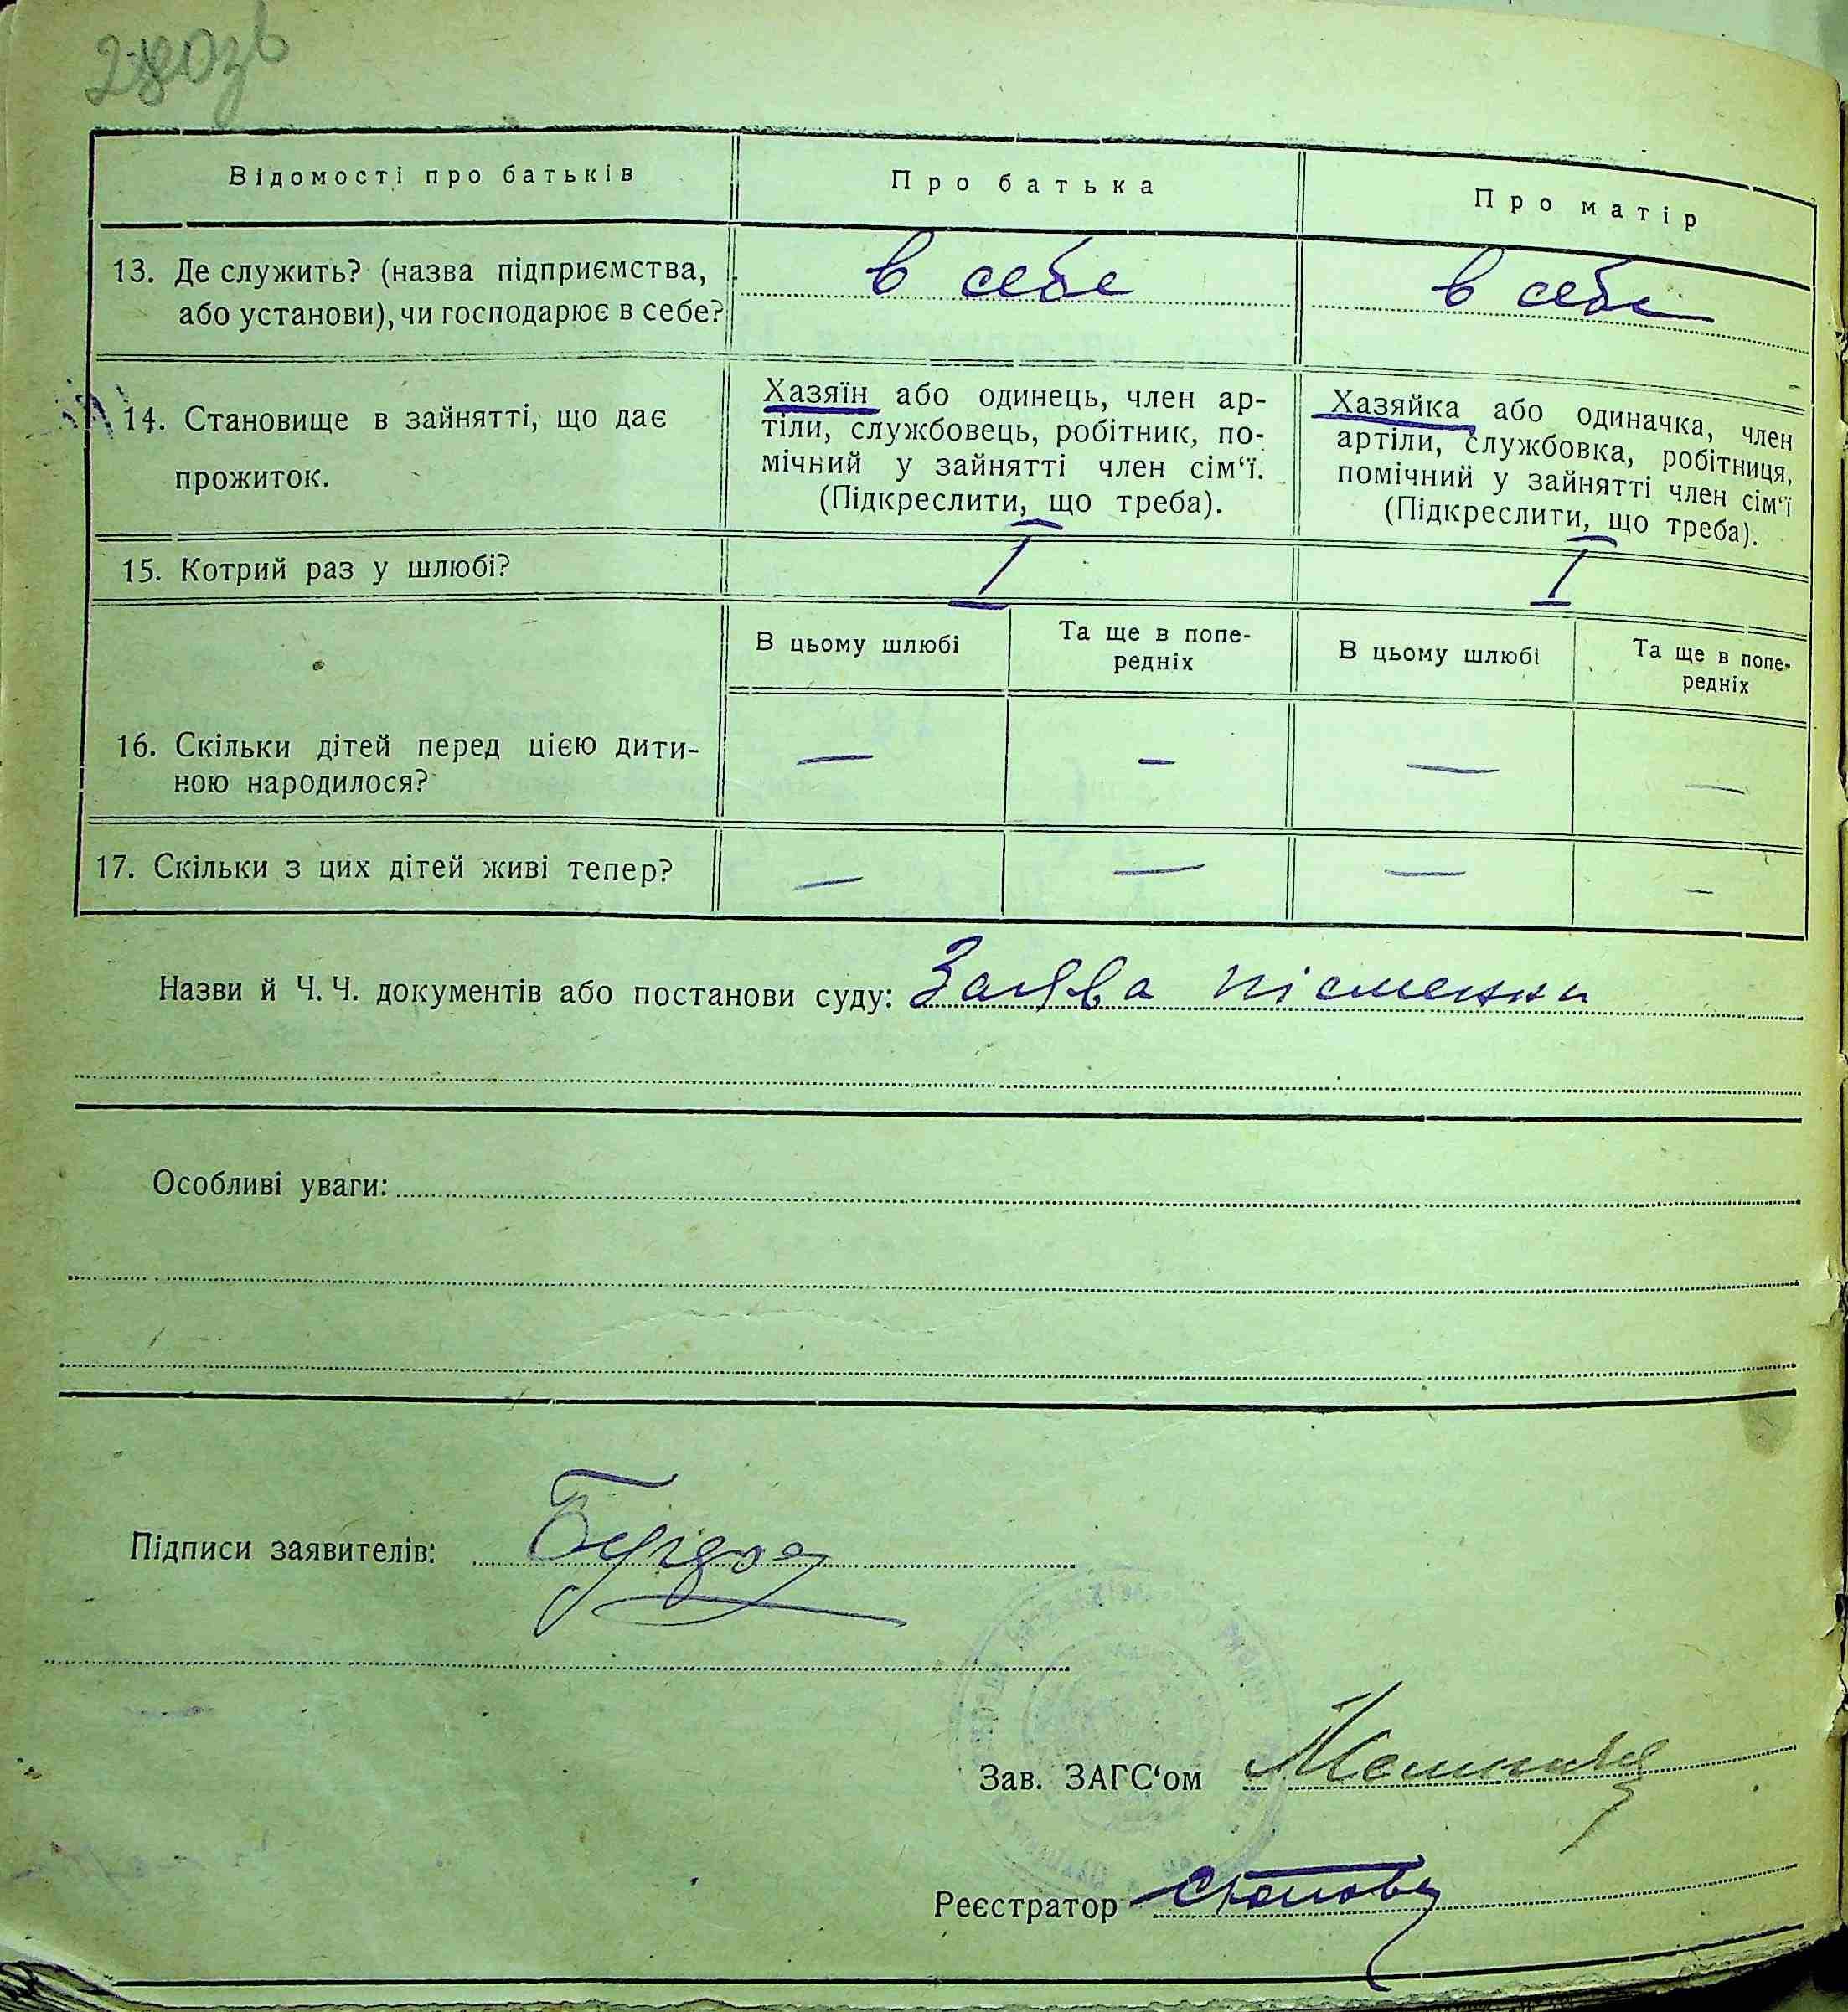 280зв
Відомості про батьків
Про батька
Про матір
13. Де служить? (назва підприємства,
або установи), чи господарює в себе?
в себе
в себе
14. Становище в зайнятті, що дає
прожиток.
Хазяїн або одинець, член ар-
тіли, службовець, робітник, по-
мічний у зайнятті член сім‘ї.
(Підкреслити, що треба).
Хазяйка або одиначка, член
артіли, службовка, робітниця,
помічний у зайнятті член сім‘ї
(Підкреслити, що треба).
15. Котрий раз у шлюбі?
I
I
В цьому шлюбі
Та ще в попе-
редніх
В цьому шлюбі
Та ще в попе-
редніх
16. Скільки дітей перед цією дити-
ною народилося?
—
—
—
—
17. Скільки з цих дітей живі тепер?
—
—
—
—
Назви й Ч. Ч. документів або постанови суду: Заява
Особливі уваги:
Підписи заявителів:
Зав. ЗАГС‘ом
Реєстратор